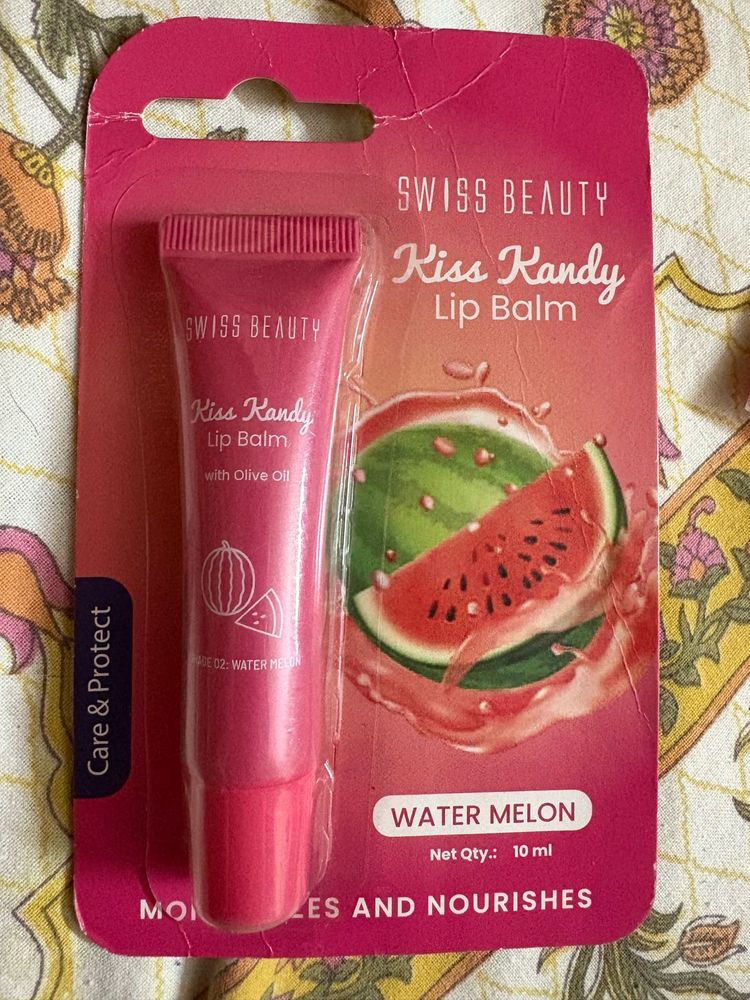 SWISS BEAUTY
Kiss Kandy
Lip Balm
SWISS BEAUTY
Kiss Kandy
Lip Balm
with Olive Oil
02: WATER MELON
Care & Protect
WATER MELON
Net Qty.: 10 ml
AND NOURISHES